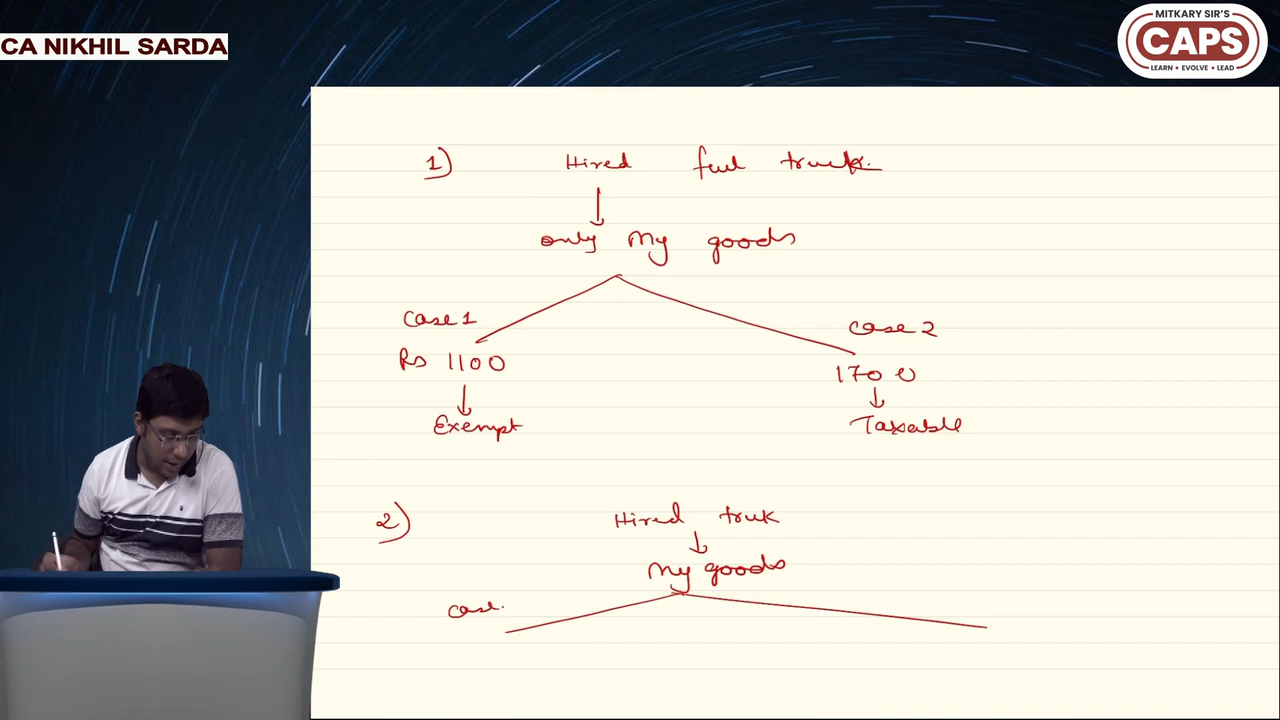 CA NIKHIL SARDA
MITKARY SIR'S
CAPS
LEARN • EVOLVE • LEAD
1) Hired full truck.
only My goods
Case 1
Rs 1100
Exempt
Case 2
1700
Taxable
2) Hired truk
My goods
Case.